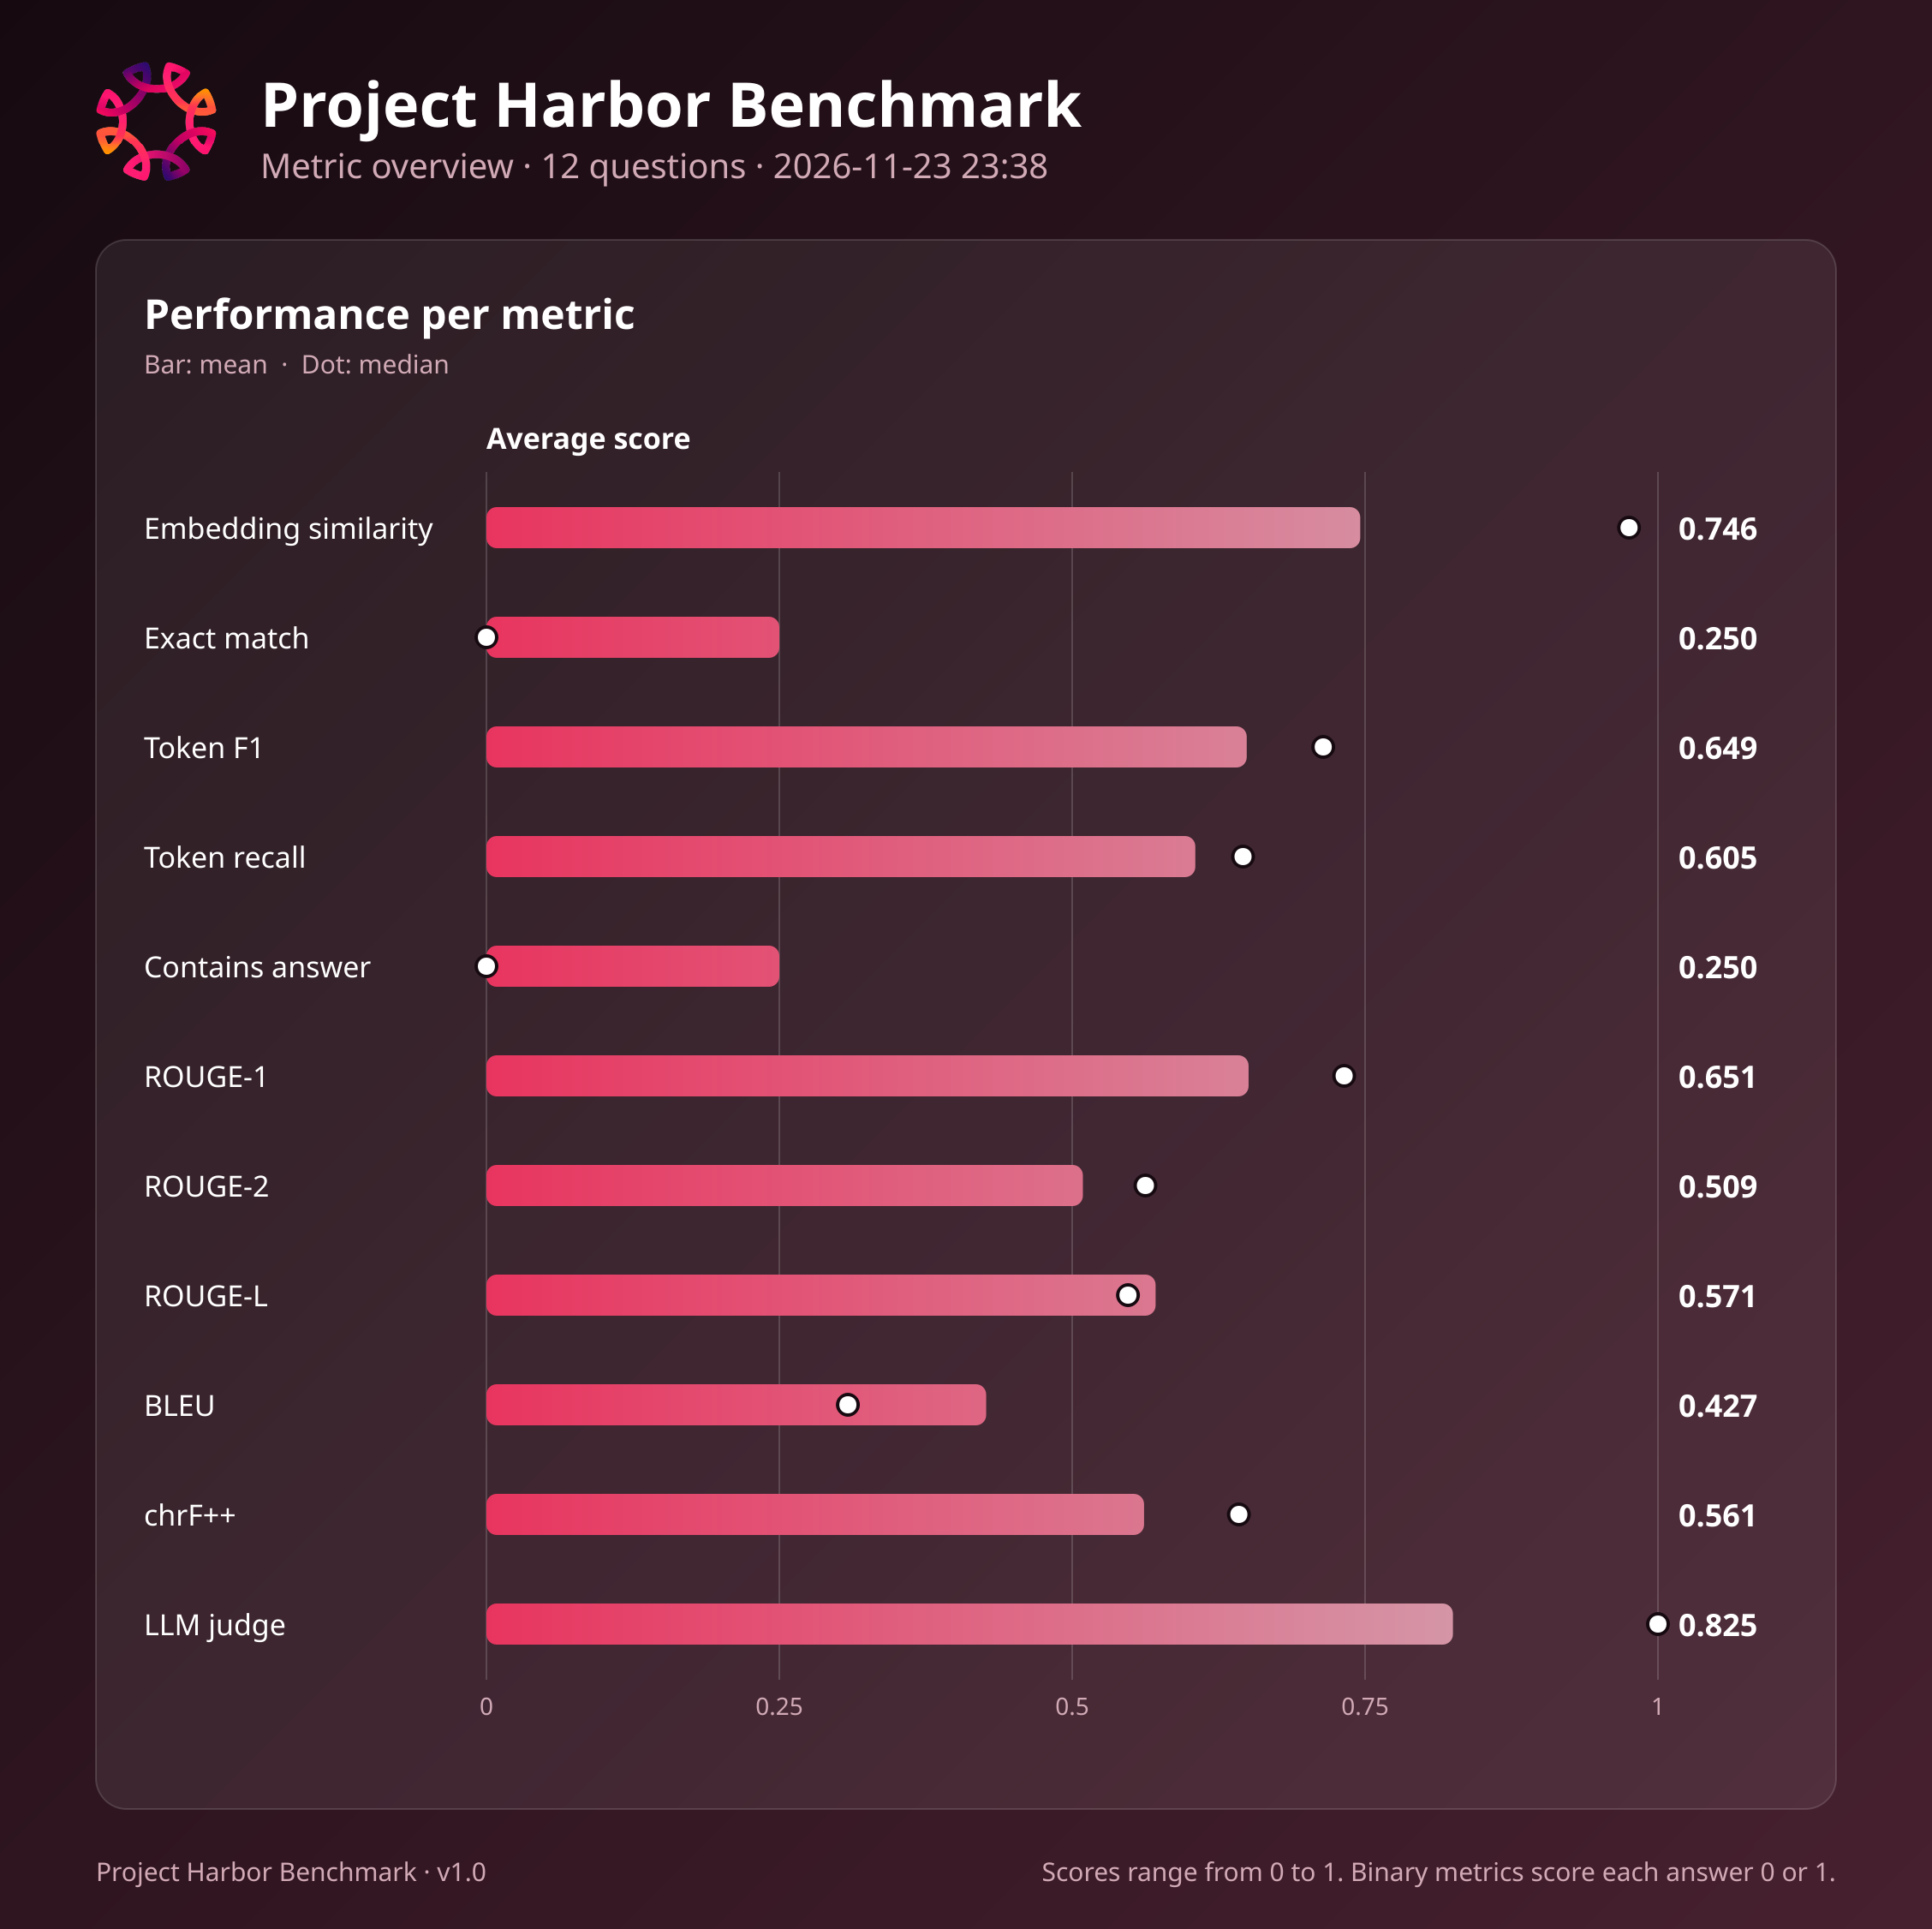 Project Harbor Benchmark
Metric overview · 12 questions · 2026-11-23 23:38
Performance per metric
Bar: mean · Dot: median
Average score
Embedding similarity 0.746
Exact match 0.250
Token F1 0.649
Token recall 0.605
Contains answer 0.250
ROUGE-1 0.651
ROUGE-2 0.509
ROUGE-L 0.571
BLEU 0.427
chrF++ 0.561
LLM judge 0.825
0 0.25 0.5 0.75 1
Project Harbor Benchmark · v1.0
Scores range from 0 to 1. Binary metrics score each answer 0 or 1.